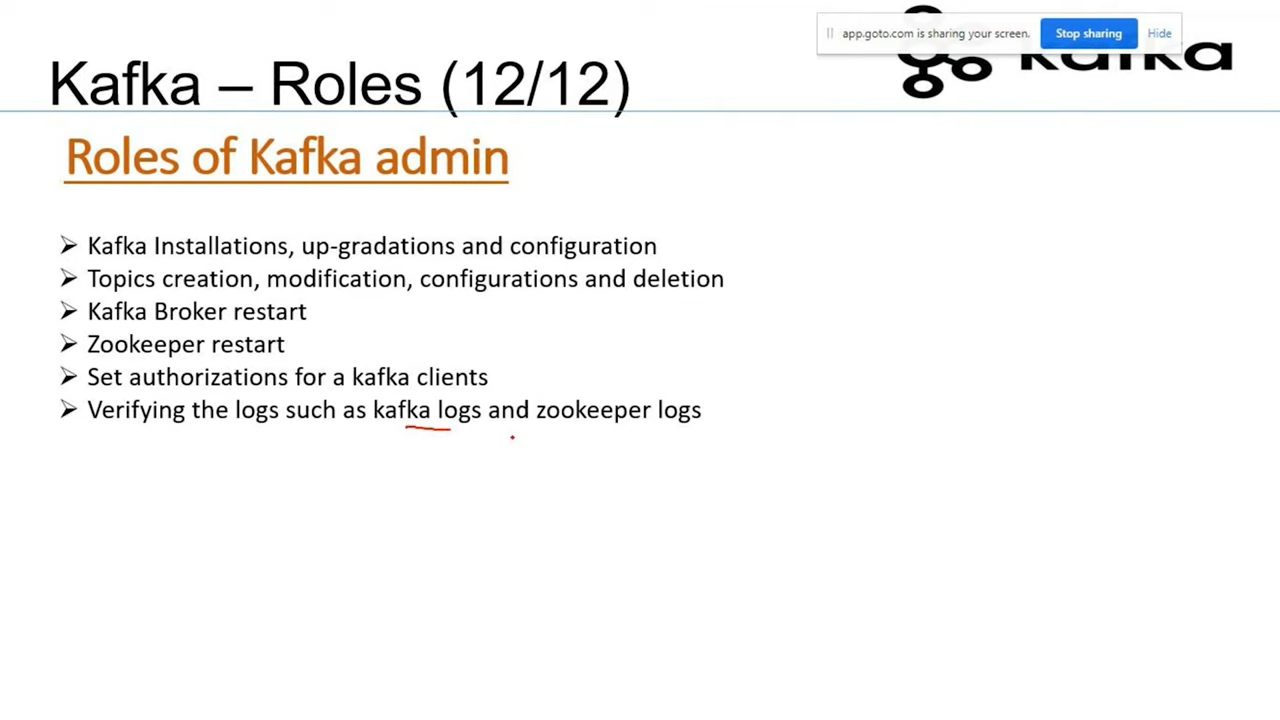 app.goto.com is sharing your screen. Stop sharing Hide
kafka
Kafka – Roles (12/12)
Roles of Kafka admin
➢ Kafka Installations, up-gradations and configuration
➢ Topics creation, modification, configurations and deletion
➢ Kafka Broker restart
➢ Zookeeper restart
➢ Set authorizations for a kafka clients
➢ Verifying the logs such as kafka logs and zookeeper logs